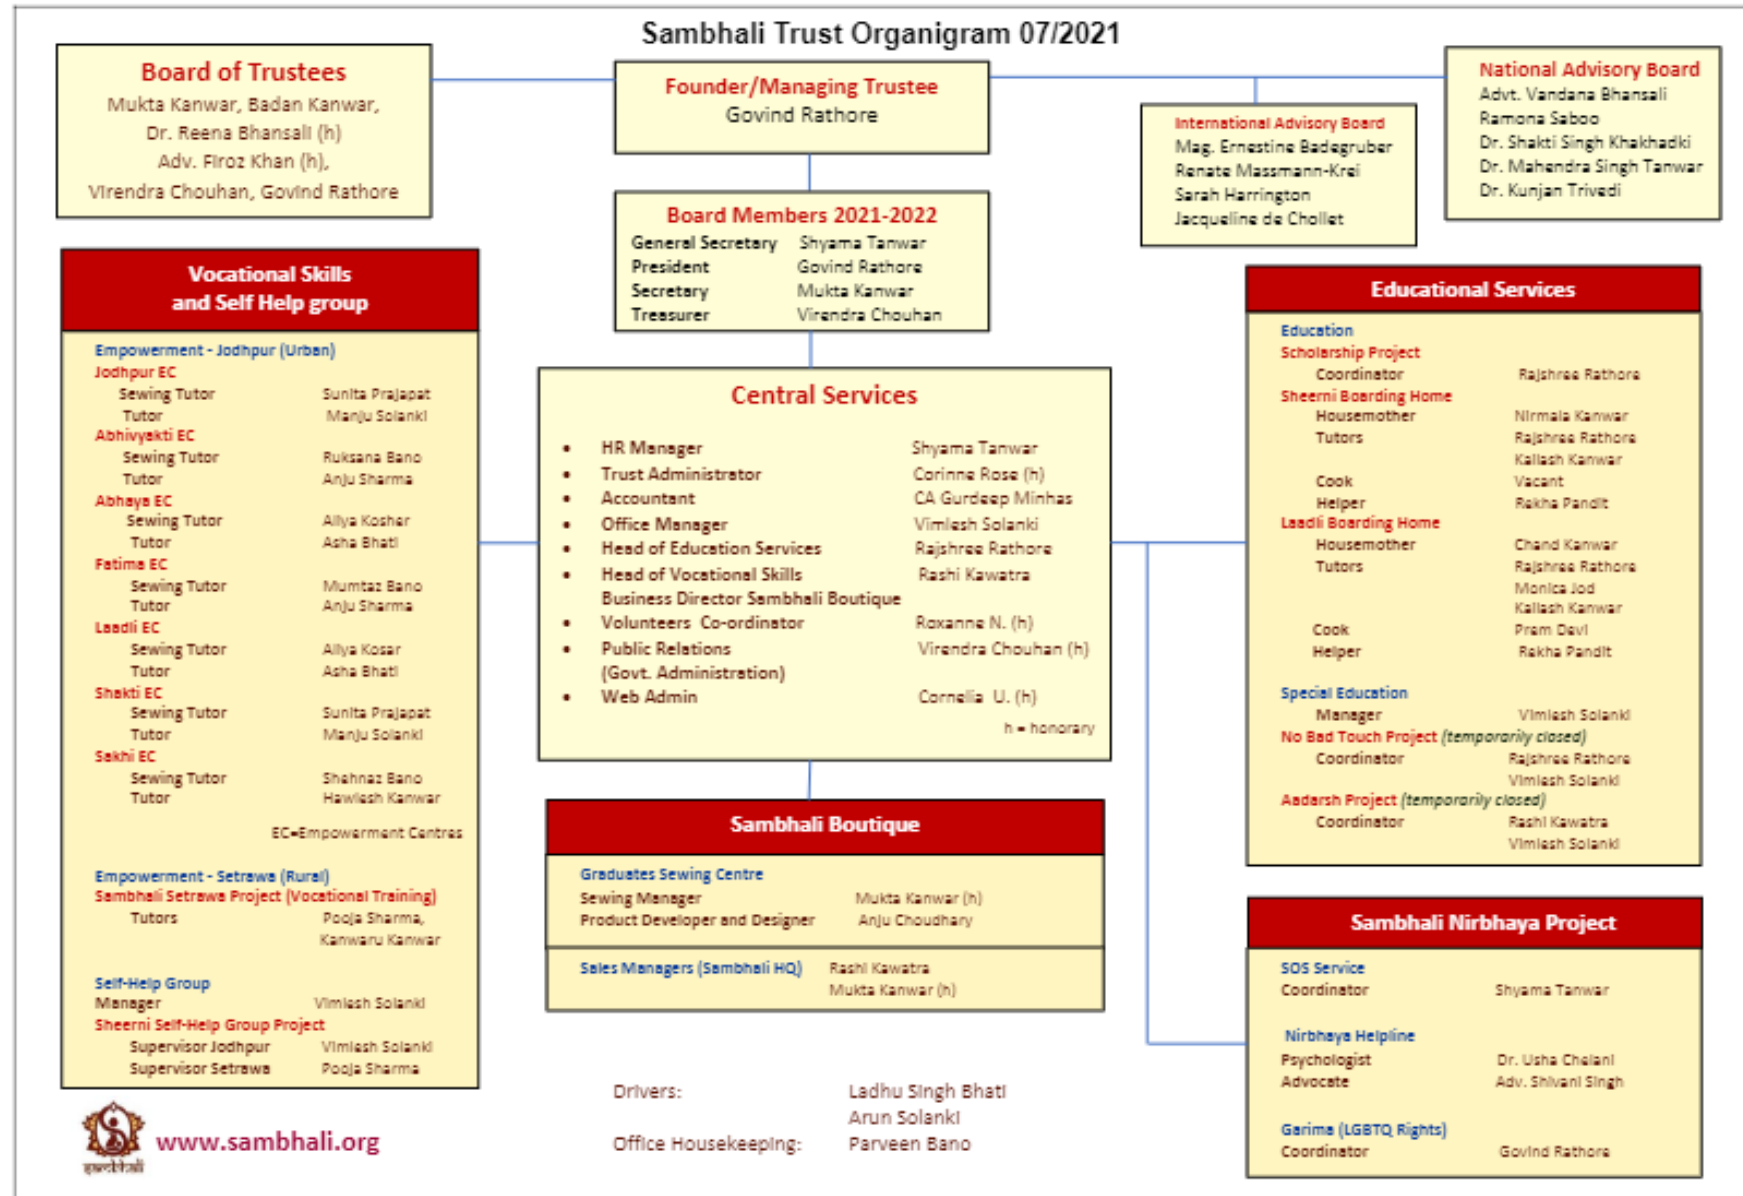 Sambhali Trust Organigram 07/2021
Board of Trustees
Mukta Kanwar, Badan Kanwar,
Dr. Reena Bhansali (h)
Adv. Firoz Khan (h),
Virendra Chouhan, Govind Rathore
Founder/Managing Trustee
Govind Rathore
International Advisory Board
Mag. Ernestine Badegruber
Renate Massmann-Krei
Sarah Harrington
Jacqueline de Chollet
National Advisory Board
Advt. Vandana Bhansali
Ramona Saboo
Dr. Shakti Singh Khakhadki
Dr. Mahendra Singh Tanwar
Dr. Kunjan Trivedi
Board Members 2021-2022
General Secretary Shyama Tanwar
President Govind Rathore
Secretary Mukta Kanwar
Treasurer Virendra Chouhan
Vocational Skills
and Self Help group
Empowerment - Jodhpur (Urban)
Jodhpur EC
Sewing Tutor Sunita Prajapat
Tutor Manju Solanki
Abhivyakti EC
Sewing Tutor Ruksana Bano
Tutor Anju Sharma
Abhaya EC
Sewing Tutor Aliya Kosher
Tutor Asha Bhati
Fatima EC
Sewing Tutor Mumtaz Bano
Tutor Anju Sharma
Laadli EC
Sewing Tutor Aliya Kosar
Tutor Asha Bhati
Shakti EC
Sewing Tutor Sunita Prajapat
Tutor Manju Solanki
Sakhi EC
Sewing Tutor Shehnaz Bano
Tutor Hawlesh Kanwar
EC=Empowerment Centres
Empowerment - Setrawa (Rural)
Sambhali Setrawa Project (Vocational Training)
Tutors Pooja Sharma,
Kanwaru Kanwar
Self-Help Group
Manager Vimlesh Solanki
Sheerni Self-Help Group Project
Supervisor Jodhpur Vimlesh Solanki
Supervisor Setrawa Pooja Sharma
Central Services
• HR Manager Shyama Tanwar
• Trust Administrator Corinne Rose (h)
• Accountant CA Gurdeep Minhas
• Office Manager Vimlesh Solanki
• Head of Education Services Rajshree Rathore
• Head of Vocational Skills Rashi Kawatra
Business Director Sambhali Boutique
• Volunteers Co-ordinator Roxanne N. (h)
• Public Relations Virendra Chouhan (h)
(Govt. Administration)
• Web Admin Cornelia U. (h)
h = honorary
Sambhali Boutique
Graduates Sewing Centre
Sewing Manager Mukta Kanwar (h)
Product Developer and Designer Anju Choudhary
Sales Managers (Sambhali HQ) Rashi Kawatra
Mukta Kanwar (h)
Educational Services
Education
Scholarship Project
Coordinator Rajshree Rathore
Sheerni Boarding Home
Housemother Nirmala Kanwar
Tutors Rajshree Rathore
Kailash Kanwar
Cook Vacant
Helper Rekha Pandit
Laadli Boarding Home
Housemother Chand Kanwar
Tutors Rajshree Rathore
Monica Jod
Kailash Kanwar
Cook Prem Devi
Helper Rekha Pandit
Special Education
Manager Vimlesh Solanki
No Bad Touch Project (temporarily closed)
Coordinator Rajshree Rathore
Vimlesh Solanki
Aadarsh Project (temporarily closed)
Coordinator Rashi Kawatra
Vimlesh Solanki
Sambhali Nirbhaya Project
SOS Service
Coordinator Shyama Tanwar
Nirbhaya Helpline
Psychologist Dr. Usha Chelani
Advocate Adv. Shivani Singh
Garima (LGBTQ Rights)
Coordinator Govind Rathore
Drivers: Ladhu Singh Bhati
Arun Solanki
Office Housekeeping: Parveen Bano
sambhali
www.sambhali.org